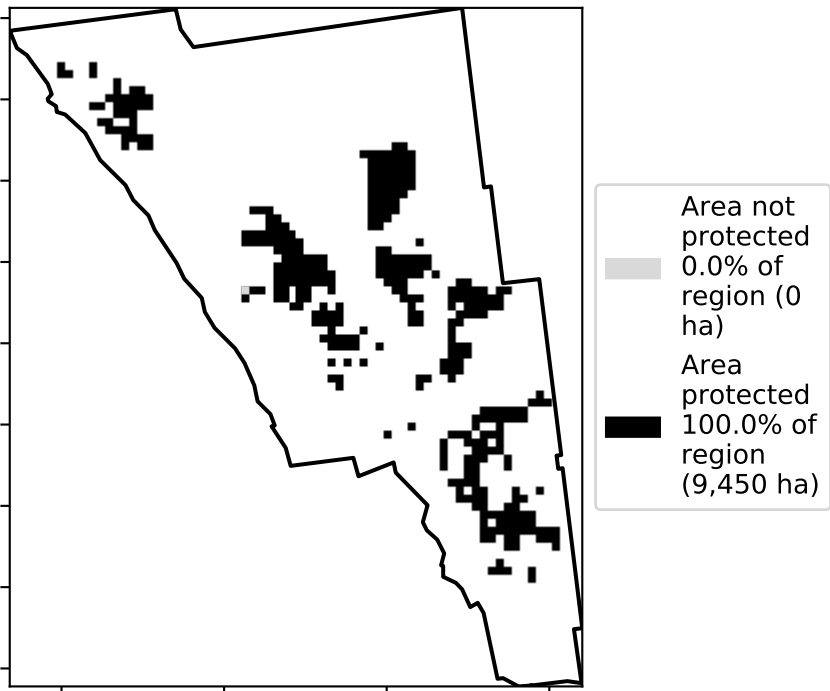 Area not
protected
0.0% of
region (0
ha)
Area
protected
100.0% of
region
(9,450 ha)